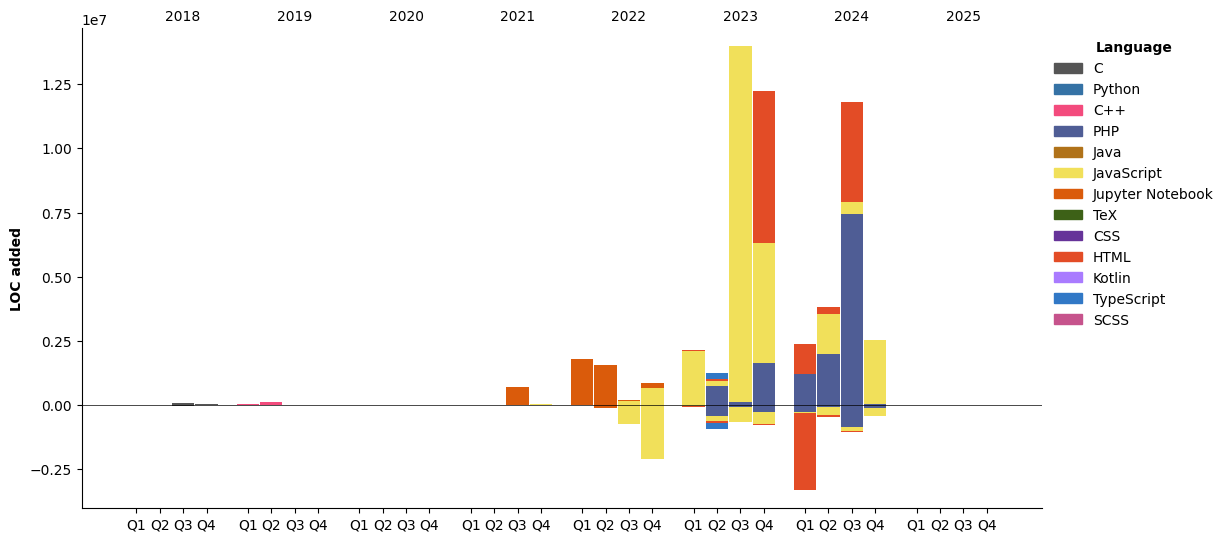 2018 2019 2020 2021 2022 2023 2024 2025
1e7
LOC added
1.25
1.00
0.75
0.50
0.25
0.00
−0.25
Q1 Q2 Q3 Q4 Q1 Q2 Q3 Q4 Q1 Q2 Q3 Q4 Q1 Q2 Q3 Q4 Q1 Q2 Q3 Q4 Q1 Q2 Q3 Q4 Q1 Q2 Q3 Q4 Q1 Q2 Q3 Q4
Language
C
Python
C++
PHP
Java
JavaScript
Jupyter Notebook
TeX
CSS
HTML
Kotlin
TypeScript
SCSS